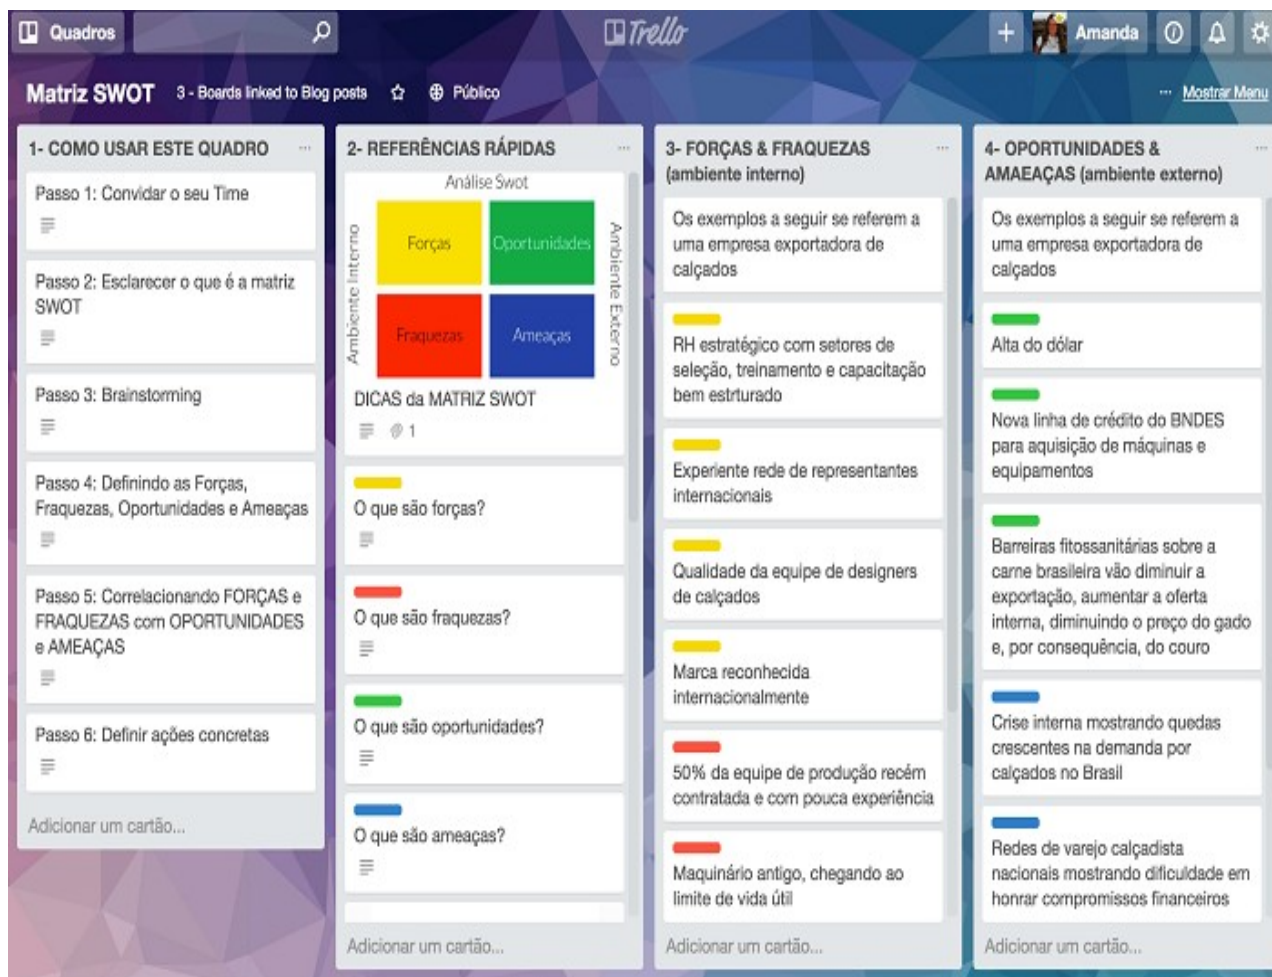 Quadros
Trello
Amanda
Matriz SWOT
3 - Boards linked to Blog posts
Público
... Mostrar Menu
1- COMO USAR ESTE QUADRO
Passo 1: Convidar o seu Time
Passo 2: Esclarecer o que é a matriz
SWOT
Passo 3: Brainstorming
Passo 4: Definindo as Forças,
Fraquezas, Oportunidades e Ameaças
Passo 5: Correlacionando FORÇAS e
FRAQUEZAS com OPORTUNIDADES
e AMEAÇAS
Passo 6: Definir ações concretas
Adicionar um cartão...
2- REFERÊNCIAS RÁPIDAS
Análise Swot
Ambiente Interno
Forças
Oportunidades
Fraquezas
Ameaças
Ambiente Externo
DICAS da MATRIZ SWOT
1
O que são forças?
O que são fraquezas?
O que são oportunidades?
O que são ameaças?
Adicionar um cartão...
3- FORÇAS & FRAQUEZAS
(ambiente interno)
Os exemplos a seguir se referem a
uma empresa exportadora de
calçados
RH estratégico com setores de
seleção, treinamento e capacitação
bem estrturado
Experiente rede de representantes
internacionais
Qualidade da equipe de designers
de calçados
Marca reconhecida
internacionalmente
50% da equipe de produção recém
contratada e com pouca experiência
Maquinário antigo, chegando ao
limite de vida útil
Adicionar um cartão...
4- OPORTUNIDADES &
AMAEAÇAS (ambiente externo)
Os exemplos a seguir se referem a
uma empresa exportadora de
calçados
Alta do dólar
Nova linha de crédito do BNDES
para aquisição de máquinas e
equipamentos
Barreiras fitossanitárias sobre a
carne brasileira vão diminuir a
exportação, aumentar a oferta
interna, diminuindo o preço do gado
e, por consequência, do couro
Crise interna mostrando quedas
crescentes na demanda por
calçados no Brasil
Redes de varejo calçadista
nacionais mostrando dificuldade em
honrar compromissos financeiros
Adicionar um cartão...